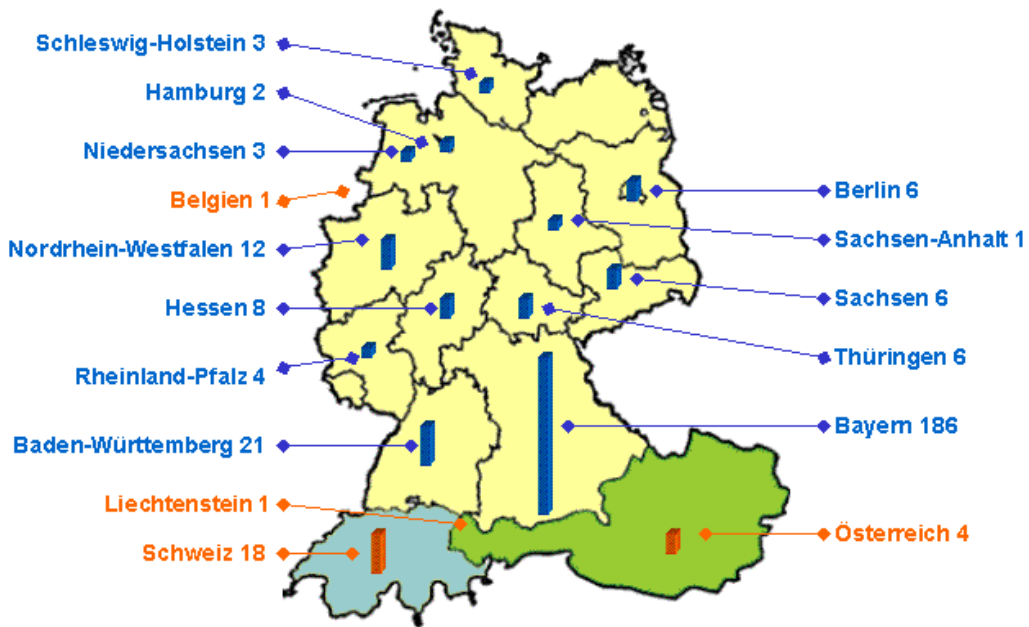 Schleswig-Holstein 3
Hamburg 2
Niedersachsen 3
Belgien 1
Nordrhein-Westfalen 12
Hessen 8
Rheinland-Pfalz 4
Baden-Württemberg 21
Liechtenstein 1
Schweiz 18
Berlin 6
Sachsen-Anhalt 1
Sachsen 6
Thüringen 6
Bayern 186
Österreich 4